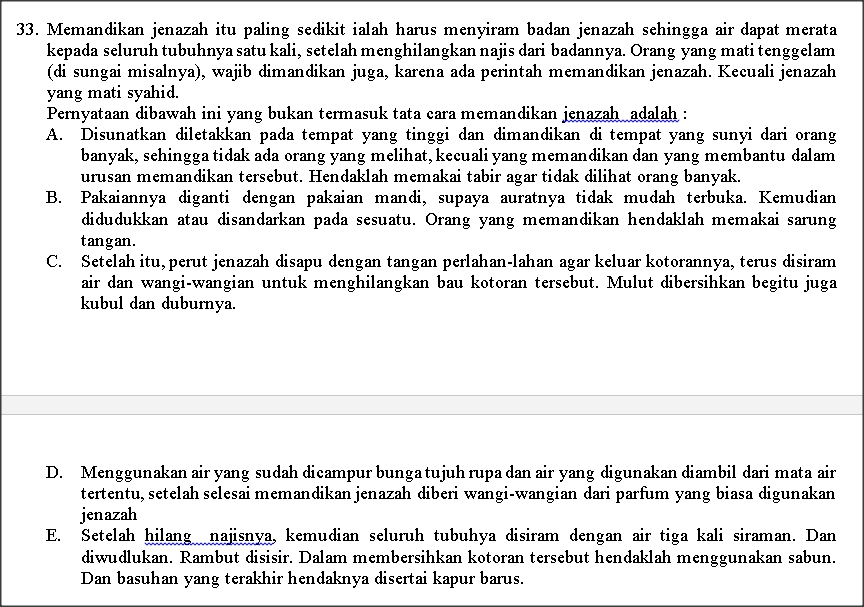 33. Memandikan jenazah itu paling sedikit ialah harus menyiram badan jenazah sehingga air dapat merata
kepada seluruh tubuhnya satu kali, setelah menghilangkan najis dari badannya. Orang yang mati tenggelam
(di sungai misalnya), wajib dimandikan juga, karena ada perintah memandikan jenazah. Kecuali jenazah
yang mati syahid.
Pernyataan dibawah ini yang bukan termasuk tata cara memandikan jenazah adalah :
A. Disunatkan diletakkan pada tempat yang tinggi dan dimandikan di tempat yang sunyi dari orang
banyak, sehingga tidak ada orang yang melihat, kecuali yang memandikan dan yang membantu dalam
urusan memandikan tersebut. Hendaklah memakai tabir agar tidak dilihat orang banyak.
B. Pakaiannya diganti dengan pakaian mandi, supaya auratnya tidak mudah terbuka. Kemudian
didudukkan atau disandarkan pada sesuatu. Orang yang memandikan hendaklah memakai sarung
tangan.
C. Setelah itu, perut jenazah disapu dengan tangan perlahan-lahan agar keluar kotorannya, terus disiram
air dan wangi-wangian untuk menghilangkan bau kotoran tersebut. Mulut dibersihkan begitu juga
kubul dan duburnya.
D. Menggunakan air yang sudah dicampur bunga tujuh rupa dan air yang digunakan diambil dari mata air
tertentu, setelah selesai memandikan jenazah diberi wangi-wangian dari parfum yang biasa digunakan
jenazah
E. Setelah hilang najisnya, kemudian seluruh tubuhya disiram dengan air tiga kali siraman. Dan
diwudlukan. Rambut disisir. Dalam membersihkan kotoran tersebut hendaklah menggunakan sabun.
Dan basuhan yang terakhir hendaknya disertai kapur barus.